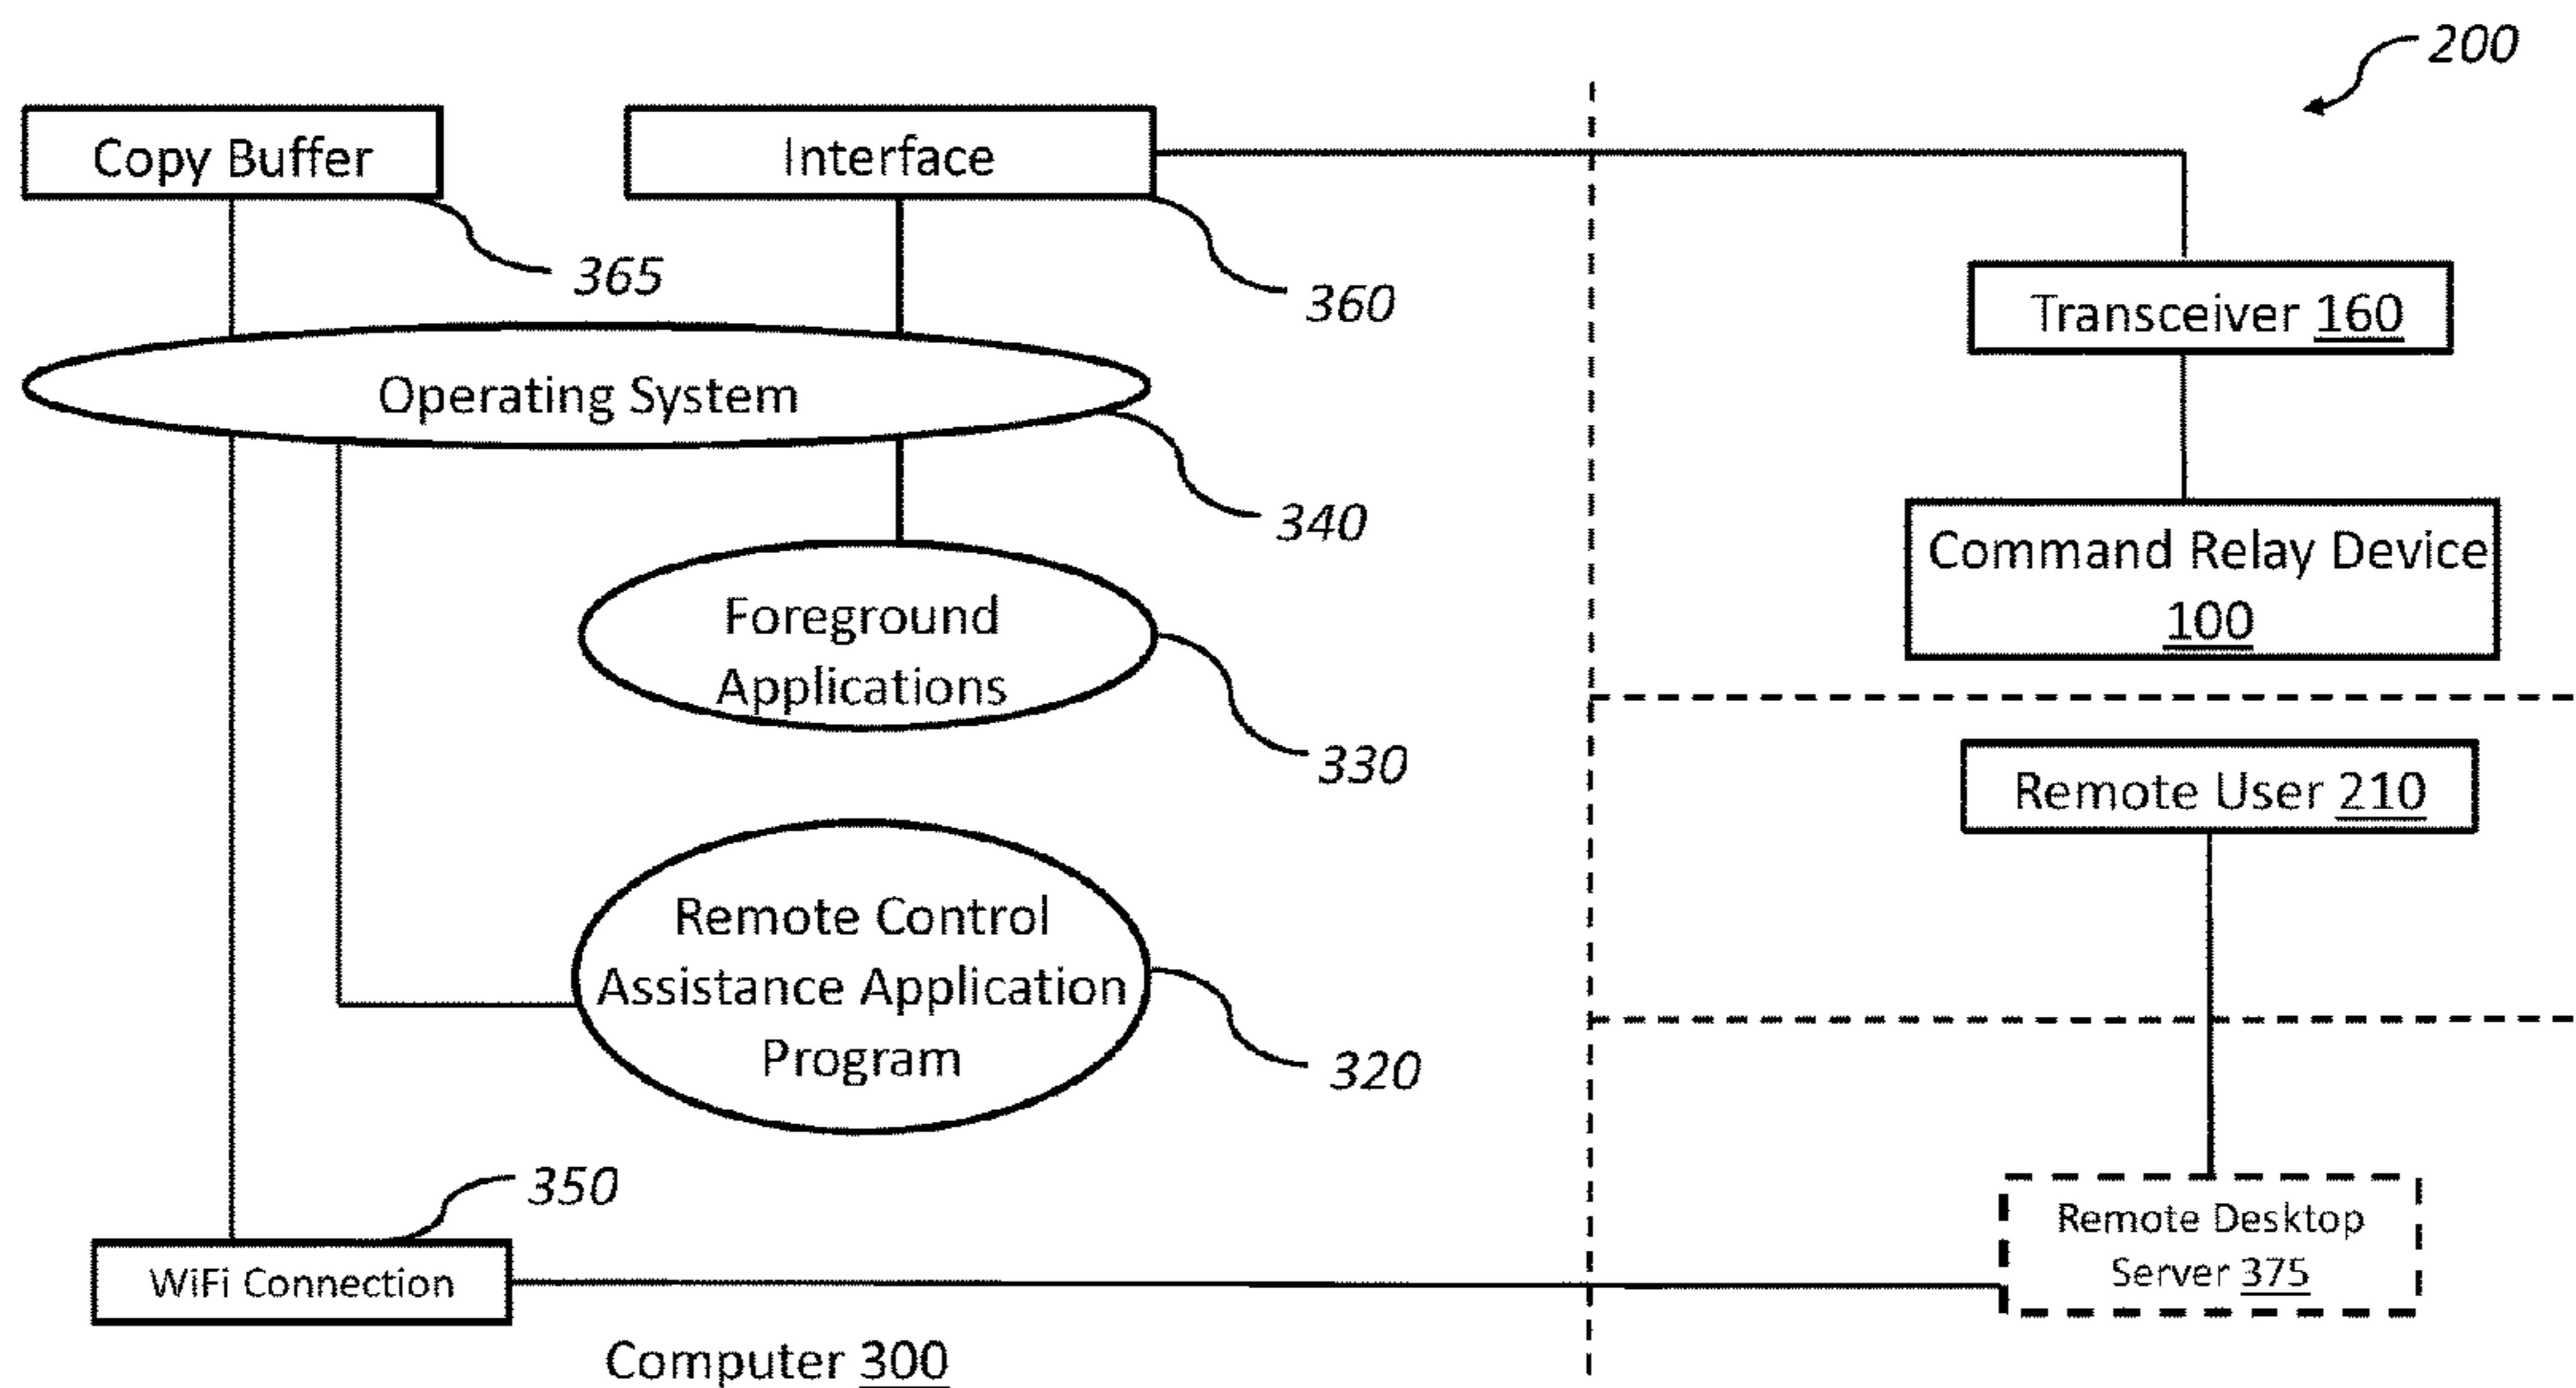 200
Copy Buffer
Interface
365
360
Transceiver 160
Operating System
340
Command Relay Device
100
Foreground
Applications
330
Remote User 210
Remote Control
Assistance Application
Program
320
350
WiFi Connection
Remote Desktop
Server 375
Computer 300